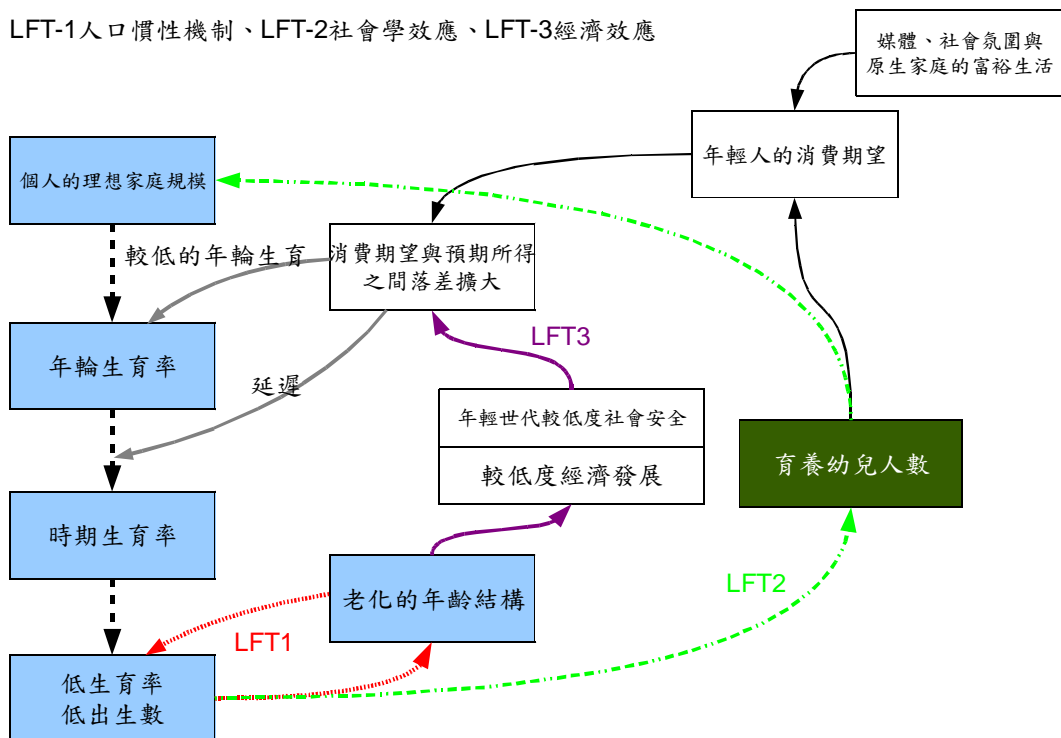 LFT-1人口慣性機制、LFT-2社會學效應、LFT-3經濟效應
媒體、社會氛圍與
原生家庭的富裕生活
年輕人的消費期望
個人的理想家庭規模
較低的年輪生育
消費期望與預期所得
之間落差擴大
年輪生育率
LFT3
延遲
年輕世代較低度社會安全
較低度經濟發展
育養幼兒人數
時期生育率
老化的年齡結構
LFT2
LFT1
低生育率
低出生數